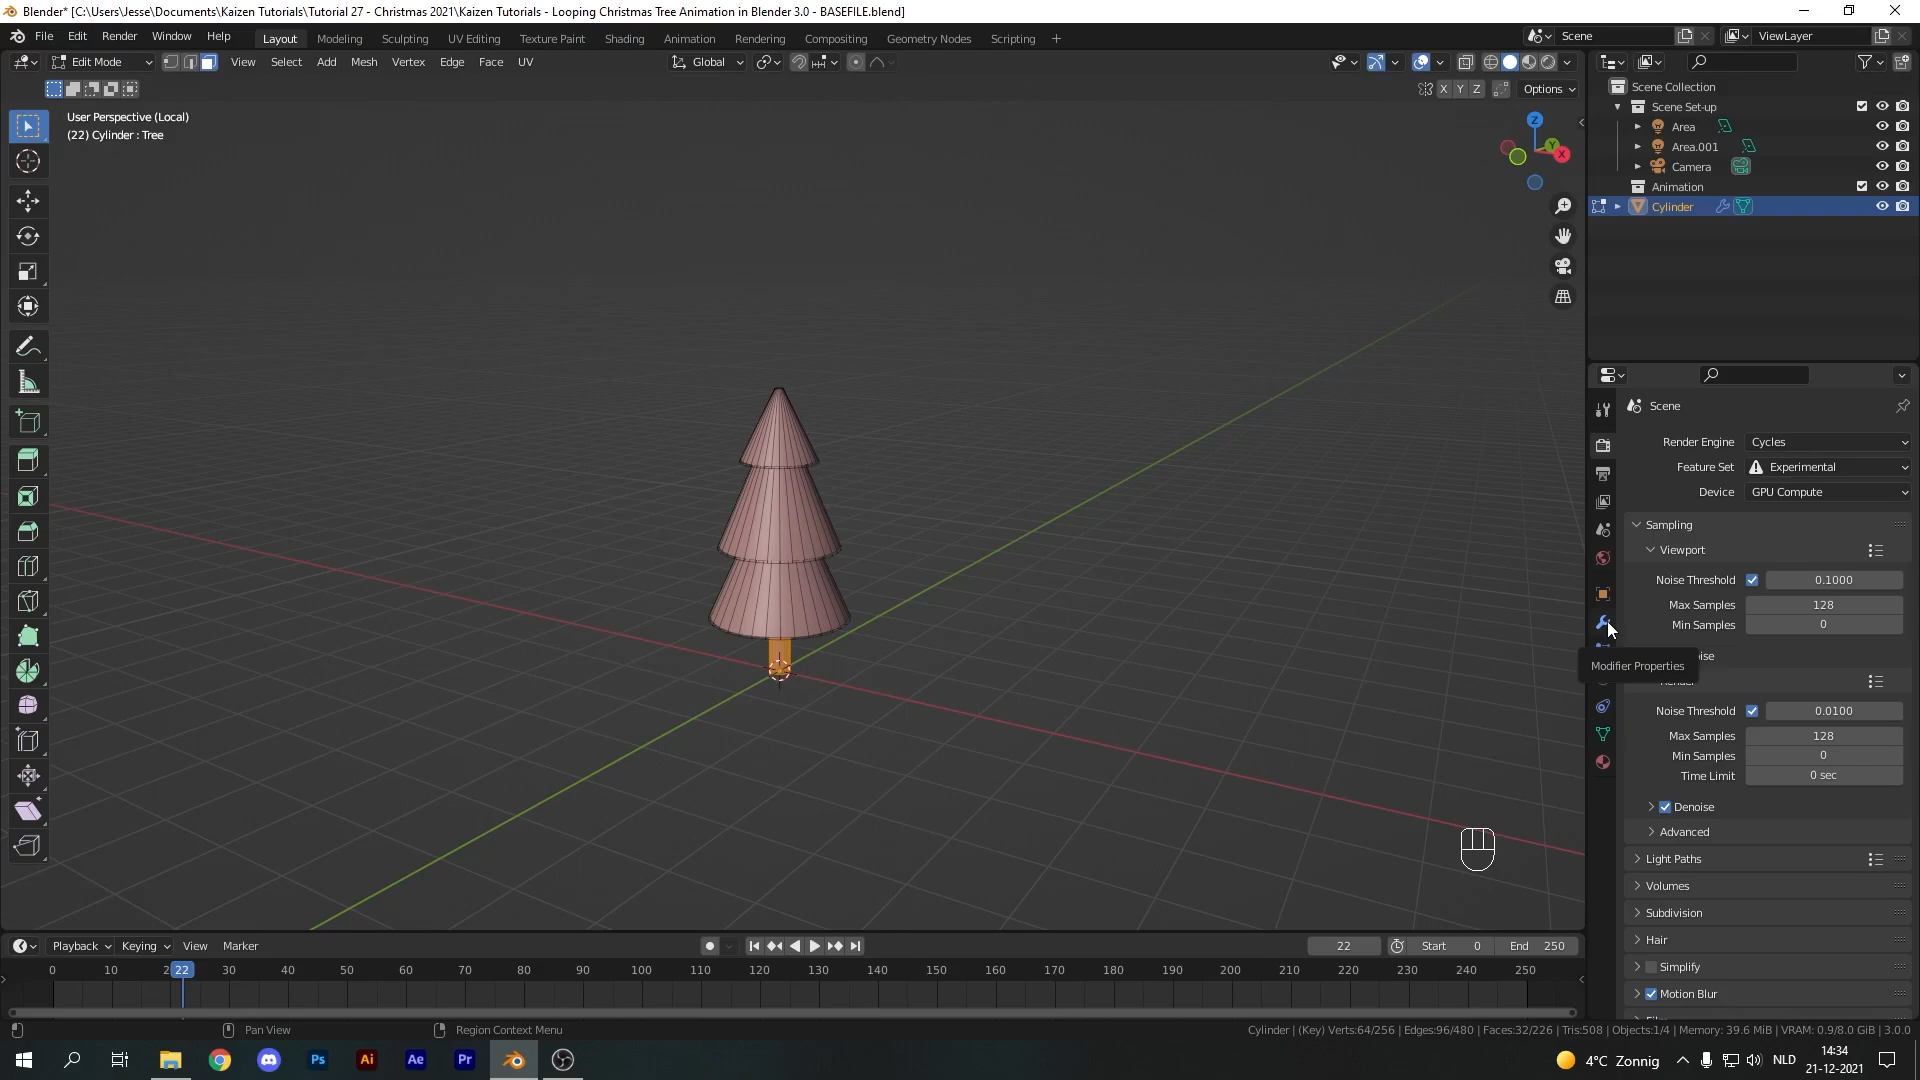 Blender* [C:\Users\Jesse\Documents\Kaizen Tutorials\Tutorial 27 - Christmas 2021\Kaizen Tutorials - Looping Christmas Tree Animation in Blender 3.0 - BASEFILE.blend]
File Edit Render Window Help Layout Modeling Sculpting UV Editing Texture Paint Shading Animation Rendering Compositing Geometry Nodes Scripting + Scene ViewLayer
Edit Mode View Select Add Mesh Vertex Edge Face UV Global
X Y Z Options
User Perspective (Local)
(22) Cylinder : Tree
Z
Y
X
Scene Collection
Scene Set-up
Area
Area.001
Camera
Animation
Cylinder
Scene
Render Engine Cycles
Feature Set Experimental
Device GPU Compute
Sampling
Viewport
Noise Threshold 0.1000
Max Samples 128
Min Samples 0
Modifier Properties
Noise Threshold 0.0100
Max Samples 128
Min Samples 0
Time Limit 0 sec
Denoise
Advanced
Light Paths
Volumes
Subdivision
Hair
Simplify
Motion Blur
Playback Keying View Marker 22 Start 0 End 250
0 10 22 30 40 50 60 70 80 90 100 110 120 130 140 150 160 170 180 190 200 210 220 230 240 250
Pan View Region Context Menu Cylinder | (Key) Verts:64/256 | Edges:96/480 | Faces:32/226 | Tris:508 | Objects:1/4 | Memory: 39.6 MiB | VRAM: 0.9/8.0 GiB | 3.0.0
Ps Ai Ae Pr 4°C Zonnig NLD 14:34
21-12-2021